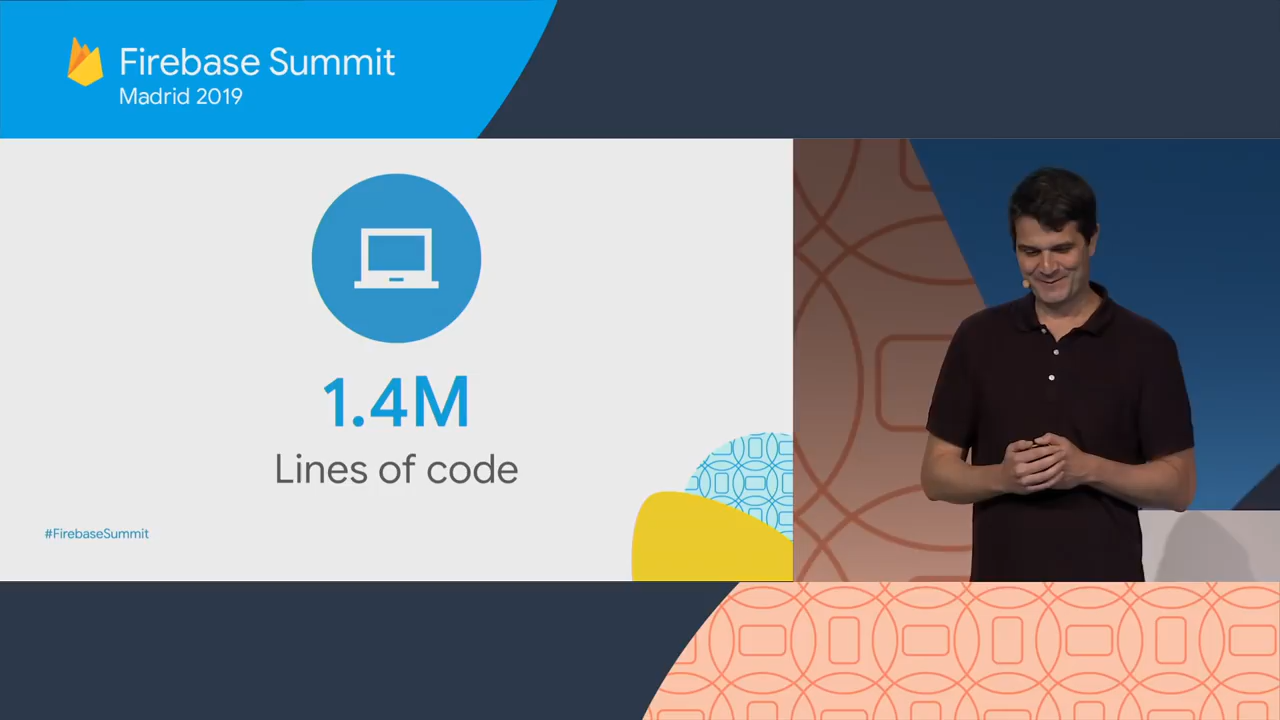 Firebase Summit
Madrid 2019
1.4M
Lines of code
#FirebaseSummit